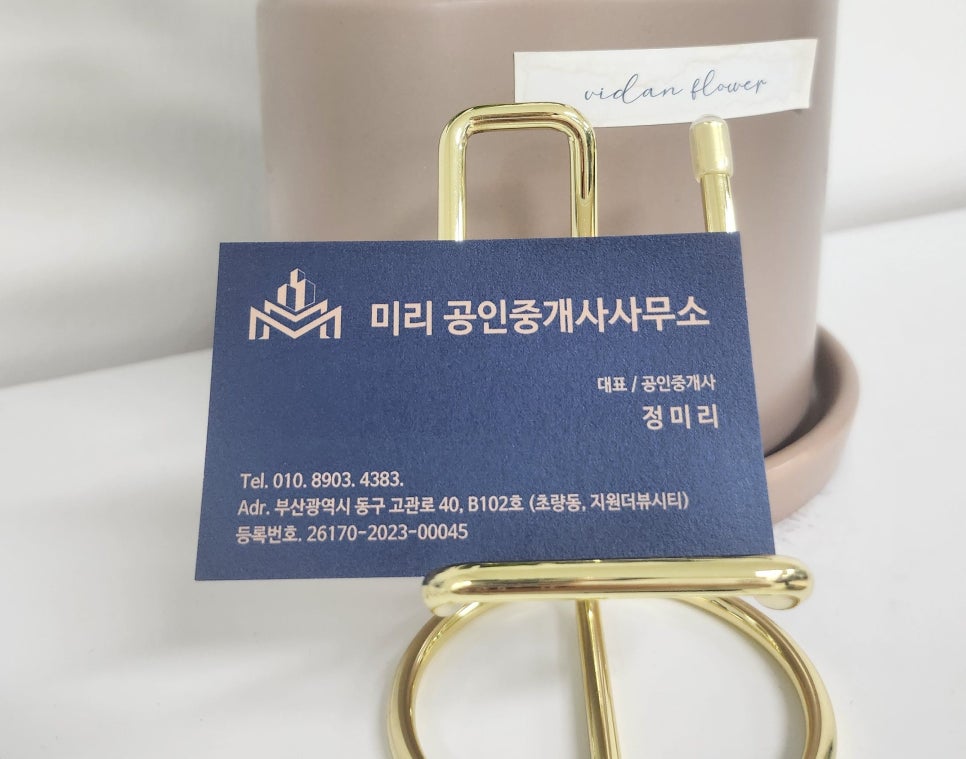 vidan flower
미리 공인중개사사무소
대표 / 공인중개사
정미리
Tel. 010. 8903. 4383.
Adr. 부산광역시 동구 고관로 40, B102호 (초량동, 지원더뷰시티)
등록번호. 26170-2023-00045